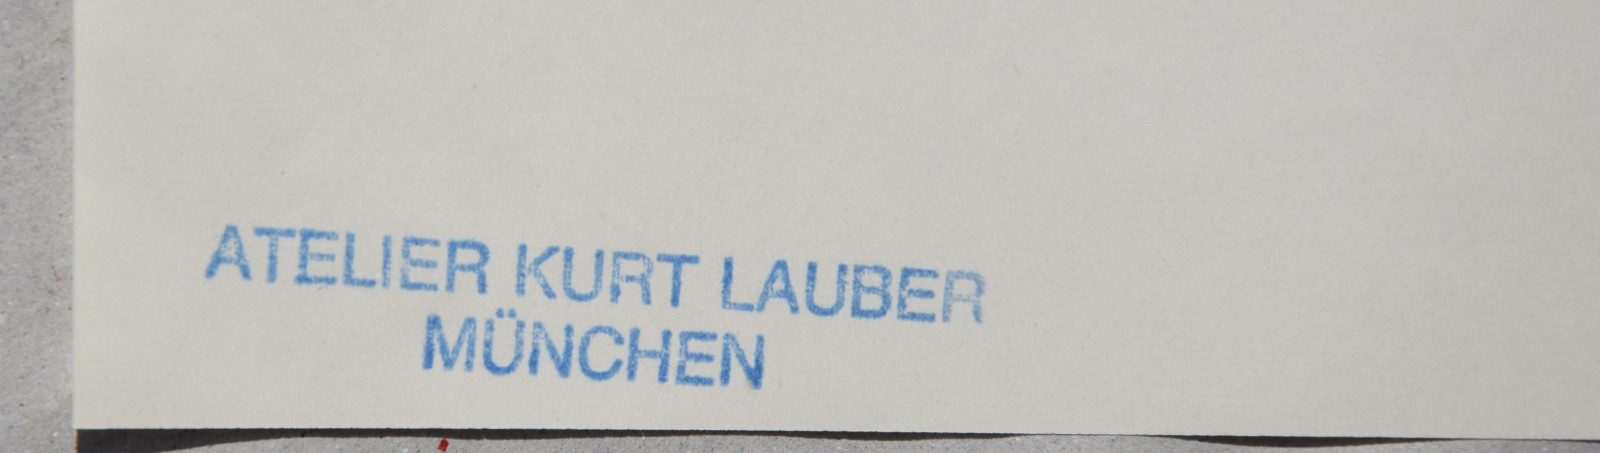 ATELIER KURT LAUBER
MÜNCHEN